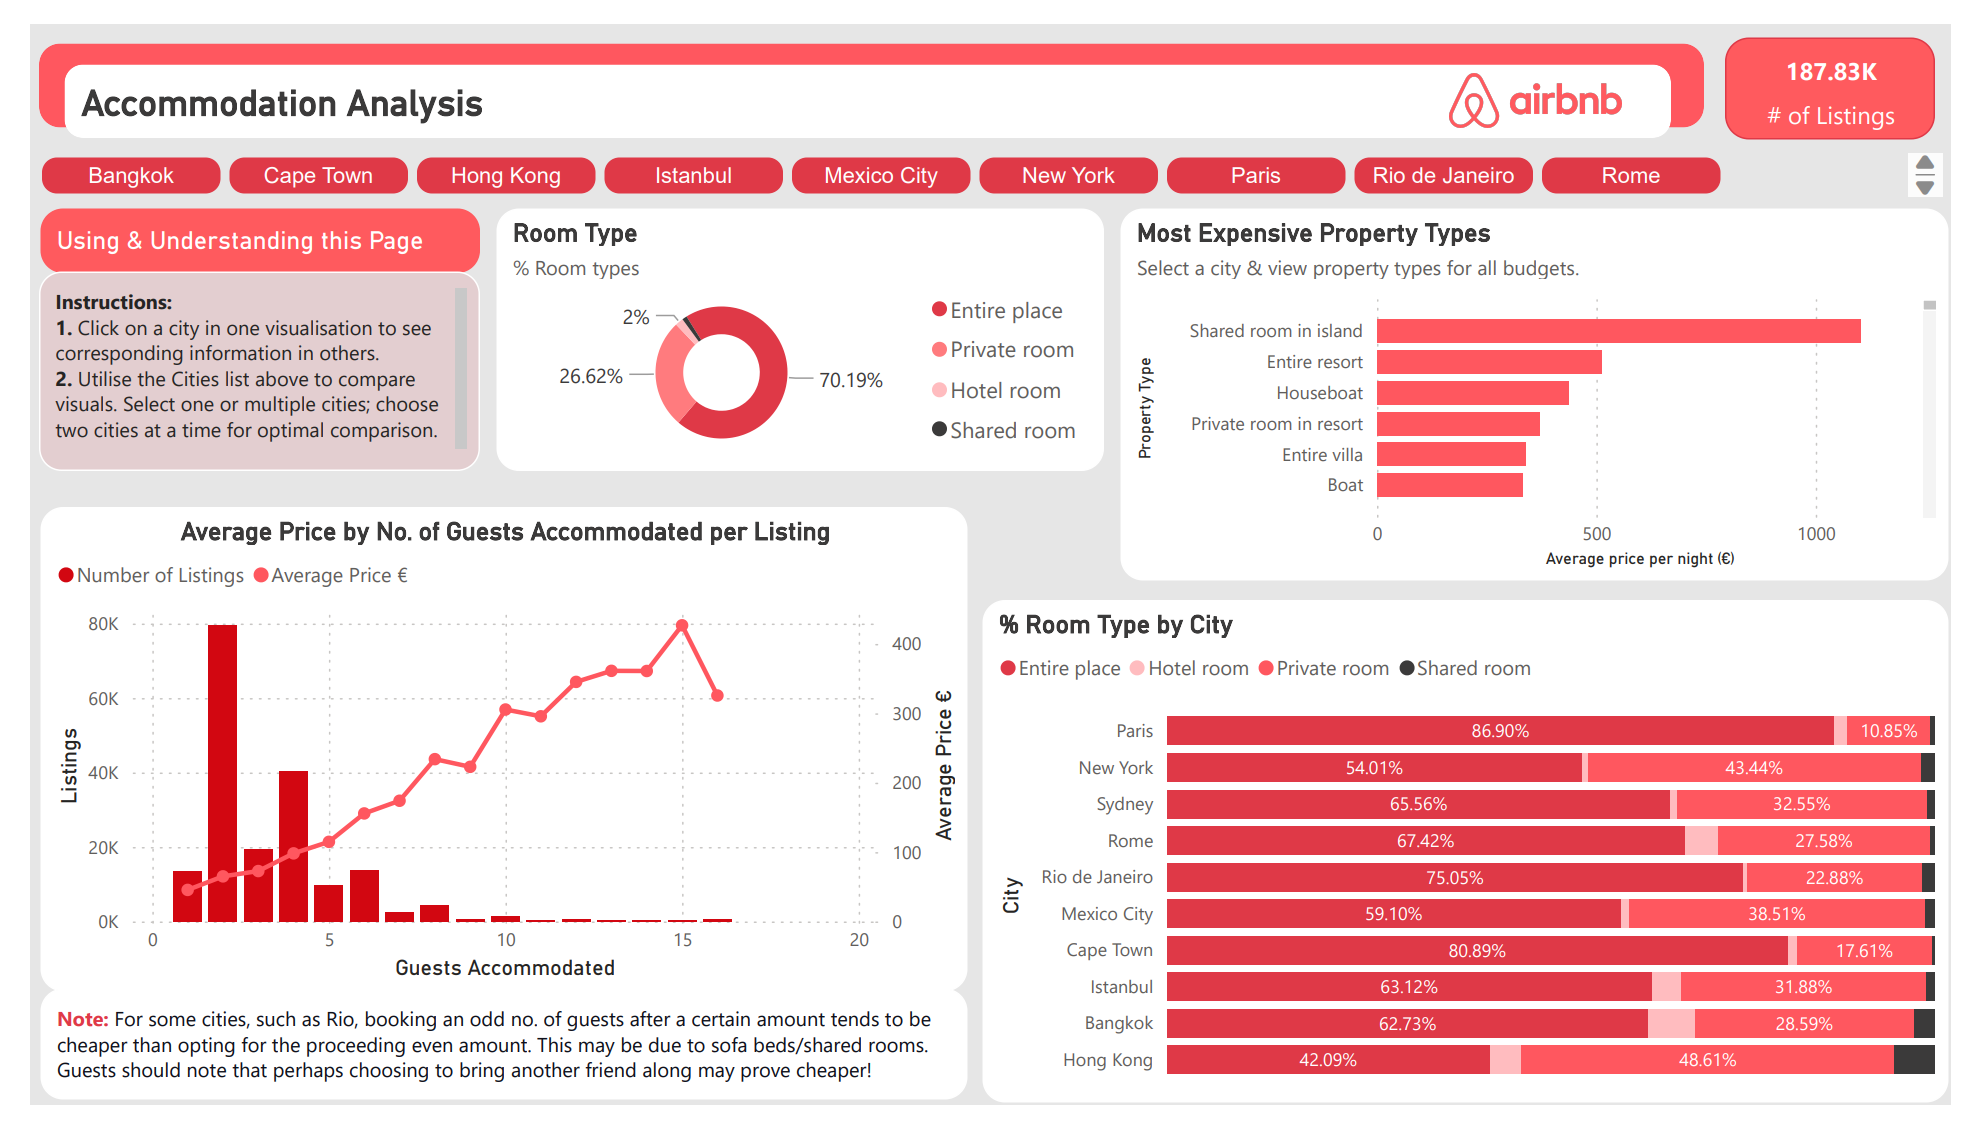 Accommodation Analysis
airbnb
187.83K
# of Listings
Bangkok
Cape Town
Hong Kong
Istanbul
Mexico City
New York
Paris
Rio de Janeiro
Rome
Using & Understanding this Page
Instructions:
1. Click on a city in one visualisation to see
corresponding information in others.
2. Utilise the Cities list above to compare
visuals. Select one or multiple cities; choose
two cities at a time for optimal comparison.
Room Type
% Room types
2%
26.62%
70.19%
Entire place
Private room
Hotel room
Shared room
Most Expensive Property Types
Select a city & view property types for all budgets.
Property Type
Shared room in island
Entire resort
Houseboat
Private room in resort
Entire villa
Boat
0
500
1000
Average price per night (€)
Average Price by No. of Guests Accommodated per Listing
Number of Listings
Average Price €
Listings
80K
60K
40K
20K
0K
400
300
200
100
0
Average Price €
0
5
10
15
20
Guests Accommodated
Note: For some cities, such as Rio, booking an odd no. of guests after a certain amount tends to be
cheaper than opting for the proceeding even amount. This may be due to sofa beds/shared rooms.
Guests should note that perhaps choosing to bring another friend along may prove cheaper!
% Room Type by City
Entire place
Hotel room
Private room
Shared room
City
Paris 86.90% 10.85%
New York 54.01% 43.44%
Sydney 65.56% 32.55%
Rome 67.42% 27.58%
Rio de Janeiro 75.05% 22.88%
Mexico City 59.10% 38.51%
Cape Town 80.89% 17.61%
Istanbul 63.12% 31.88%
Bangkok 62.73% 28.59%
Hong Kong 42.09% 48.61%